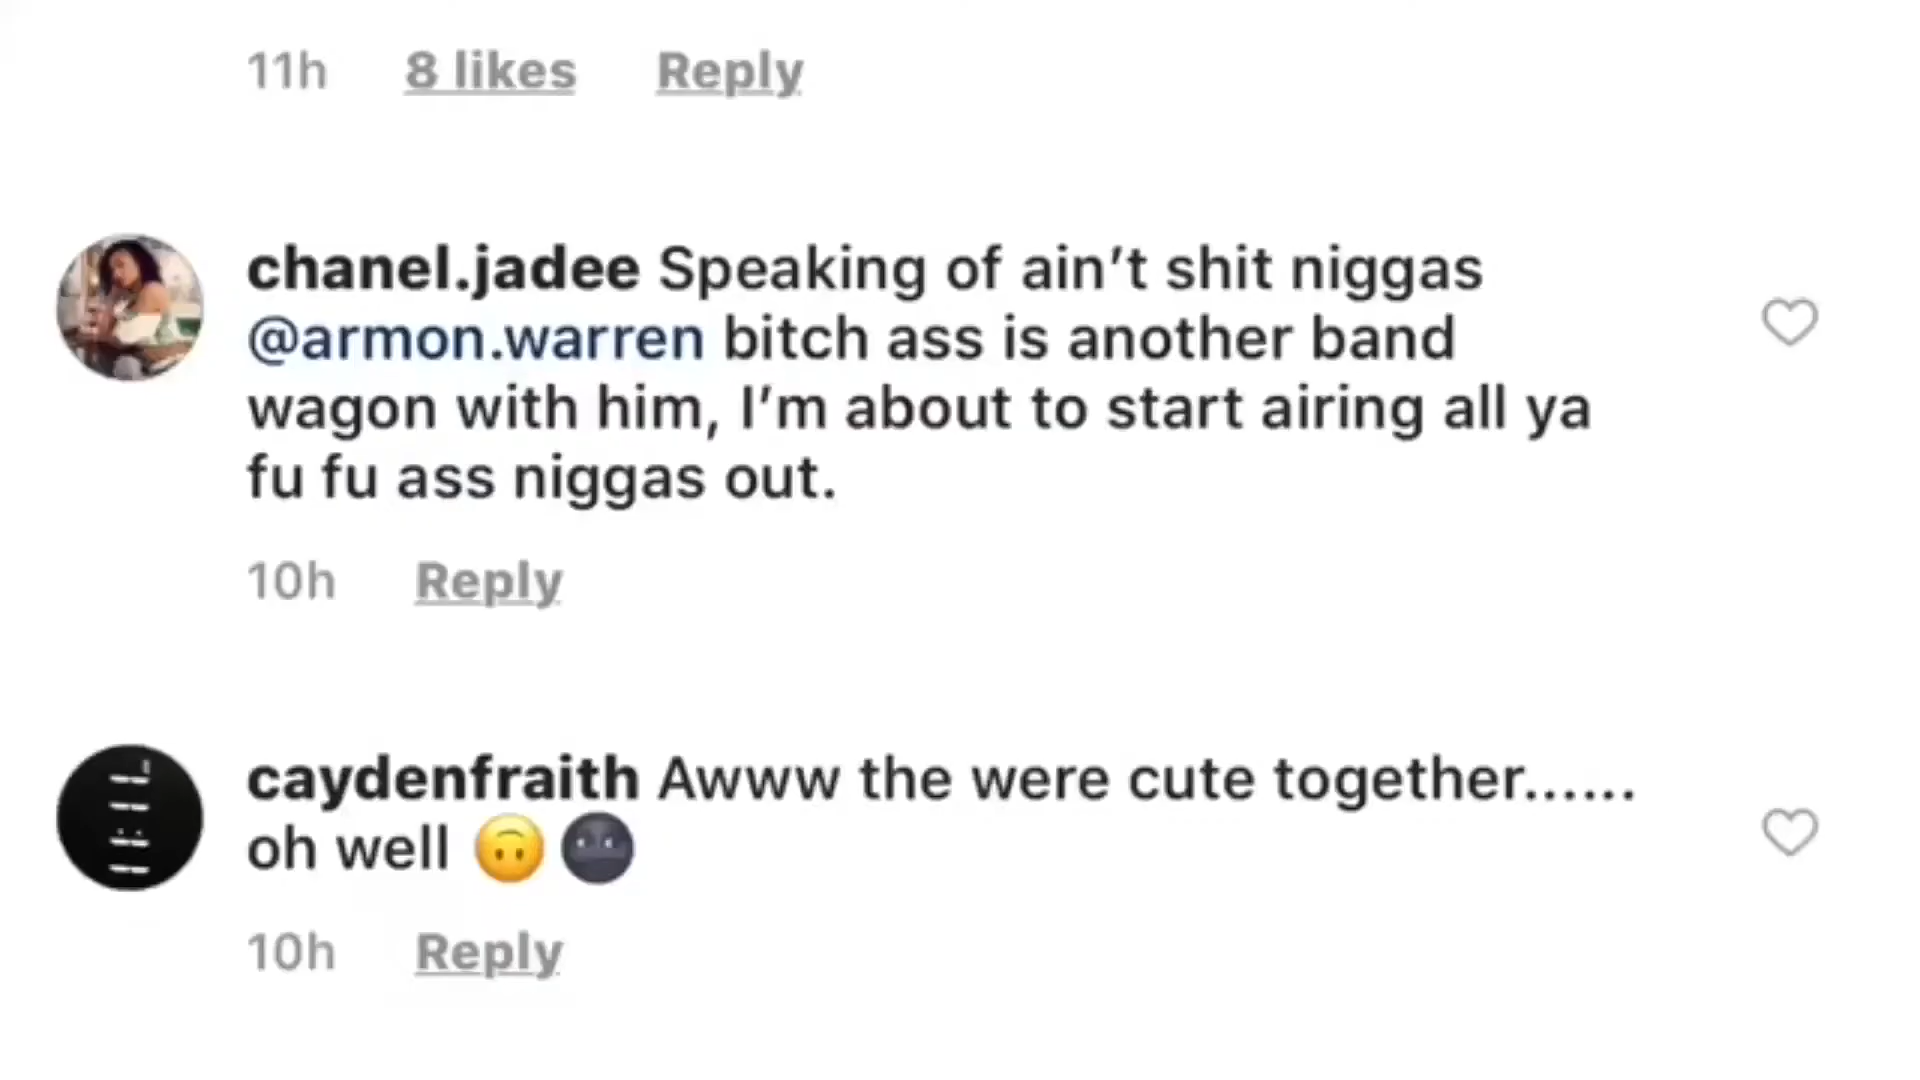 11h 8 likes Reply
chanel.jadee Speaking of ain't shit niggas
@armon.warren bitch ass is another band
wagon with him, I'm about to start airing all ya
fu fu ass niggas out.
10h Reply
caydenfraith Awww the were cute together......
oh well 🙃🌚
10h Reply